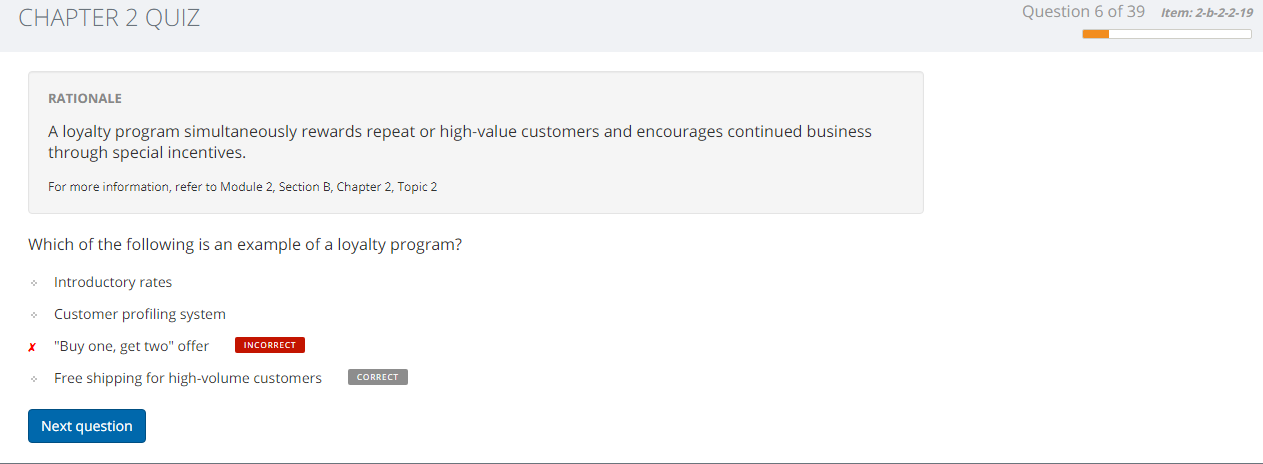 CHAPTER 2 QUIZ
Question 6 of 39 Item: 2-b-2-2-19
RATIONALE
A loyalty program simultaneously rewards repeat or high-value customers and encourages continued business
through special incentives.
For more information, refer to Module 2, Section B, Chapter 2, Topic 2
Which of the following is an example of a loyalty program?
Introductory rates
Customer profiling system
"Buy one, get two" offer INCORRECT
Free shipping for high-volume customers CORRECT
Next question